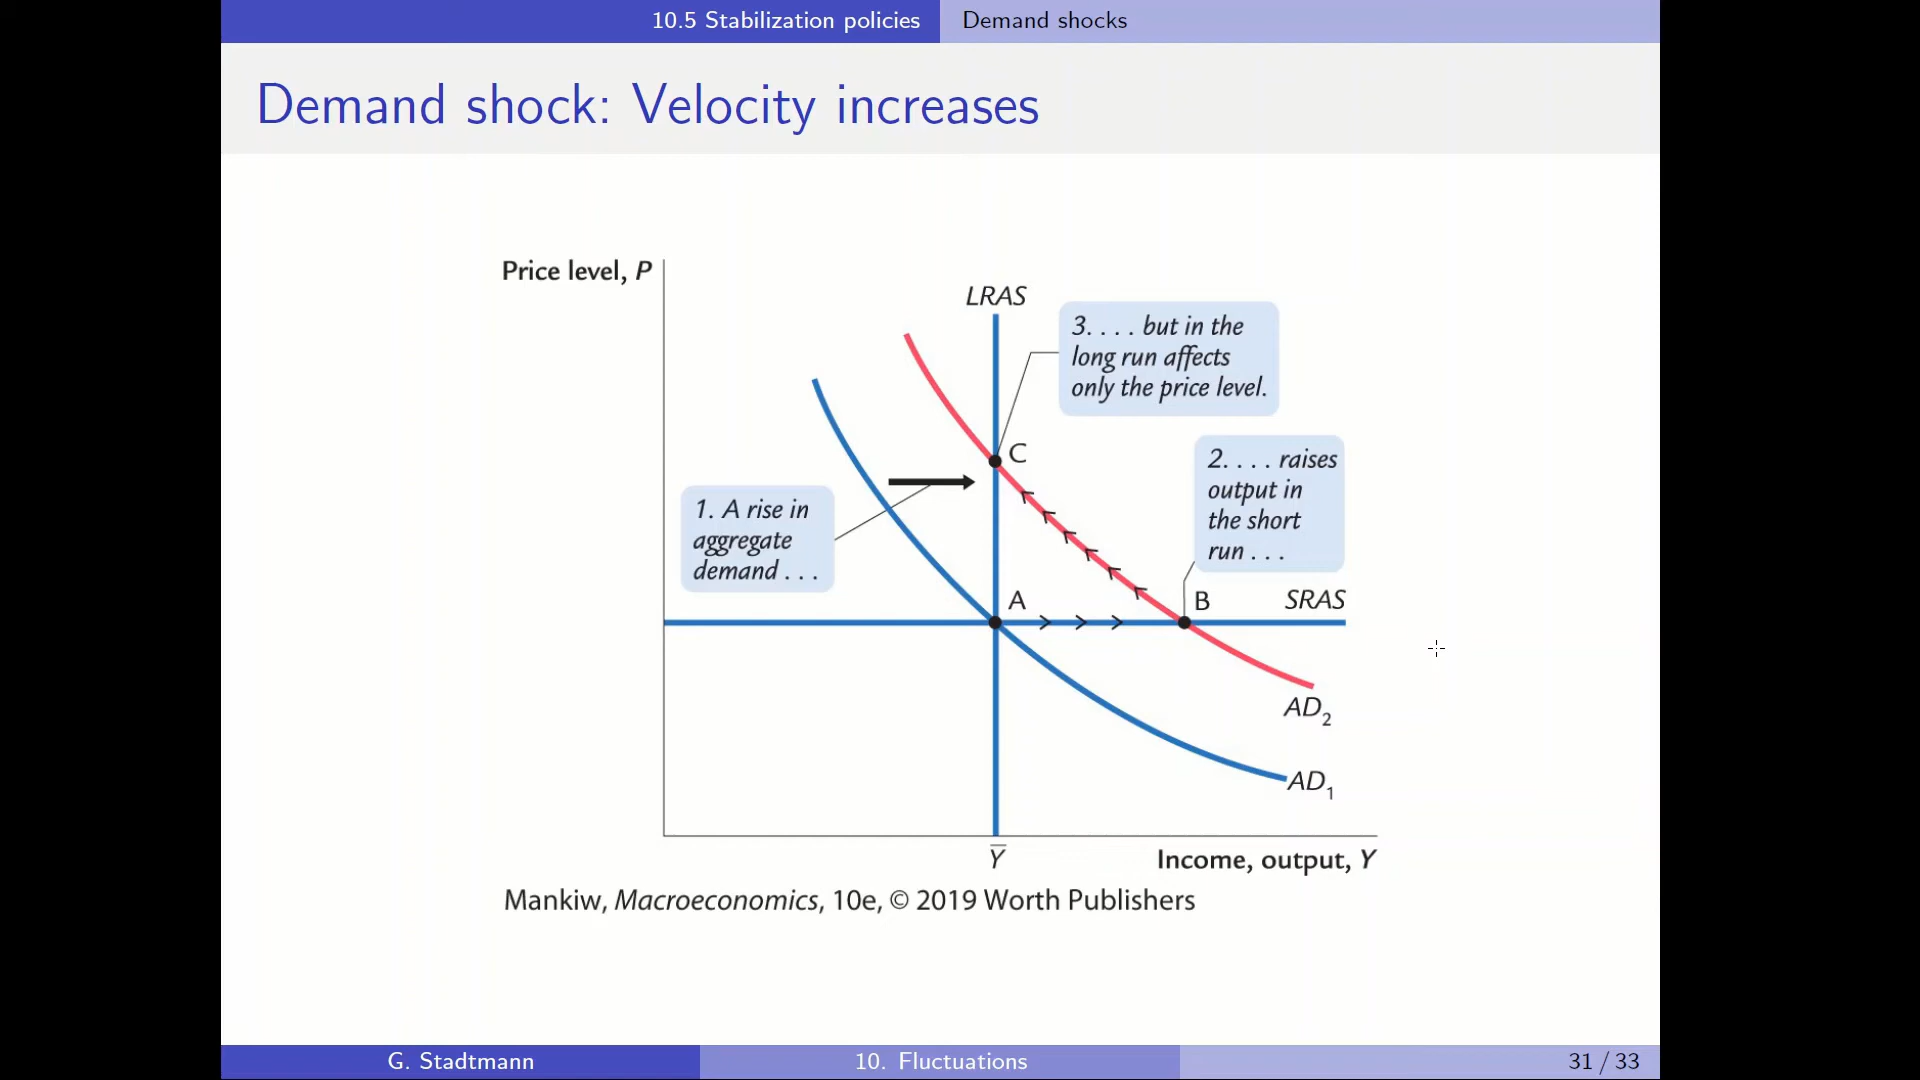 10.5 Stabilization policies
Demand shocks
Demand shock: Velocity increases
Price level, P
LRAS
3. . . . but in the
long run affects
only the price level.
C
2. . . . raises
output in
the short
run . . .
1. A rise in
aggregate
demand . . .
A
B
SRAS
AD2
AD1
Y̅
Income, output, Y
Mankiw, Macroeconomics, 10e, © 2019 Worth Publishers
G. Stadtmann
10. Fluctuations
31 / 33